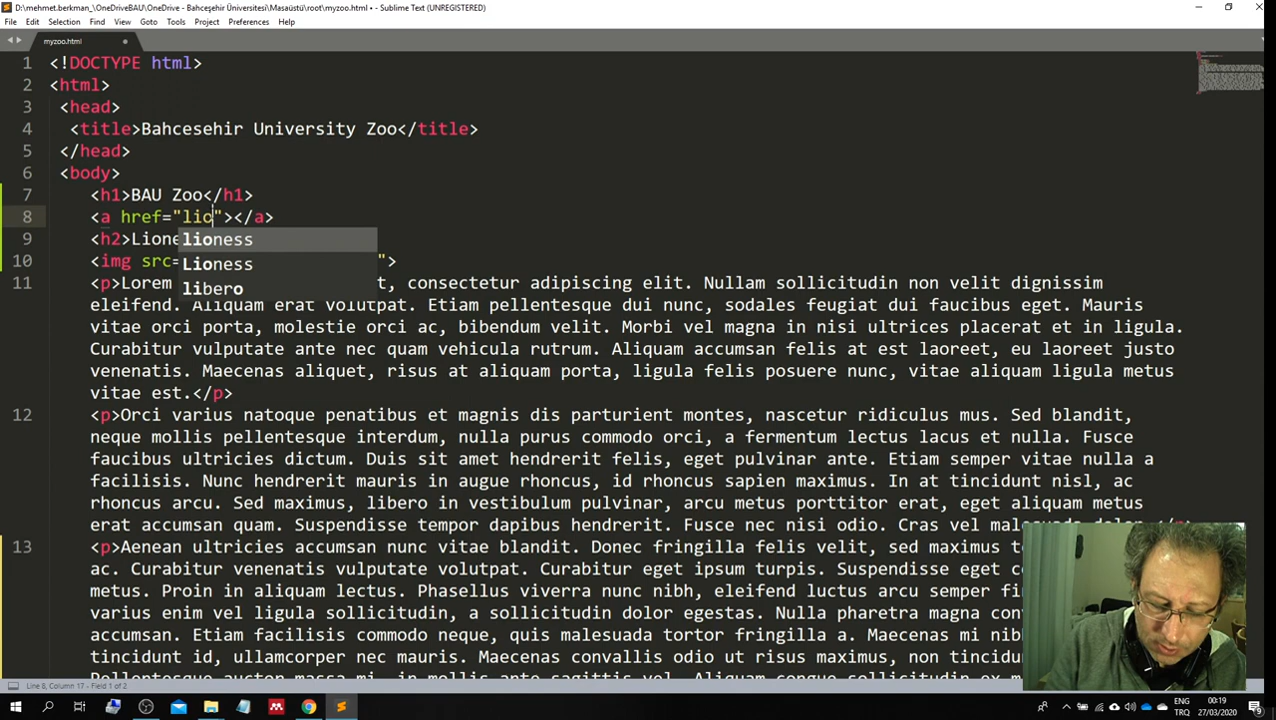 D:\mehmet.berkman_\OneDriveBAU\OneDrive - Bahçeşehir Üniversitesi\Masaüstü\root\myzoo.html • - Sublime Text (UNREGISTERED)
File Edit Selection Find View Goto Tools Project Preferences Help
myzoo.html
1 <!DOCTYPE html>
2 <html>
3 <head>
4 <title>Bahcesehir University Zoo</title>
5 </head>
6 <body>
7 <h1>BAU Zoo</h1>
8 <a href="lio"></a>
9 <h2>Lione
lioness
10 <img src= ">
Lioness
libero
11 <p>Lorem t, consectetur adipiscing elit. Nullam sollicitudin non velit dignissim
eleifend. Aliquam erat volutpat. Etiam pellentesque dui nunc, sodales feugiat dui faucibus eget. Mauris
vitae orci porta, molestie orci ac, bibendum velit. Morbi vel magna in nisi ultrices placerat et in ligula.
Curabitur vulputate ante nec quam vehicula rutrum. Aliquam accumsan felis at est laoreet, eu laoreet justo
venenatis. Maecenas aliquet, risus at aliquam porta, ligula felis posuere nunc, vitae aliquam ligula metus
vitae est.</p>
12 <p>Orci varius natoque penatibus et magnis dis parturient montes, nascetur ridiculus mus. Sed blandit,
neque mollis pellentesque interdum, nulla purus commodo orci, a fermentum lectus lacus et nulla. Fusce
faucibus ultricies dictum. Duis sit amet hendrerit felis, eget pulvinar ante. Etiam semper vitae nulla a
facilisis. Nunc hendrerit mauris in augue rhoncus, id rhoncus sapien maximus. In at tincidunt nisl, ac
rhoncus arcu. Sed maximus, libero in vestibulum pulvinar, arcu metus porttitor erat, eget aliquam metus
erat accumsan quam. Suspendisse tempor dapibus hendrerit. Fusce nec nisi odio. Cras vel malesuada dolor.</p>
13 <p>Aenean ultricies accumsan nunc vitae blandit. Donec fringilla felis velit, sed maximus
ac. Curabitur venenatis vulputate volutpat. Curabitur eget ipsum turpis. Suspendisse eget
metus. Proin in aliquam lectus. Phasellus viverra nunc nibh, eleifend luctus arcu semper
varius enim vel ligula sollicitudin, a sollicitudin dolor egestas. Nulla pharetra magna
accumsan. Etiam facilisis commodo neque, quis malesuada tortor fringilla a. Maecenas mi
tincidunt id, ullamcorper nec mauris. Maecenas convallis odio ut risus maximus, non
Line 8, Column 17 - Field 1 of 2
ENG 00:19
TRQ 27/03/2020